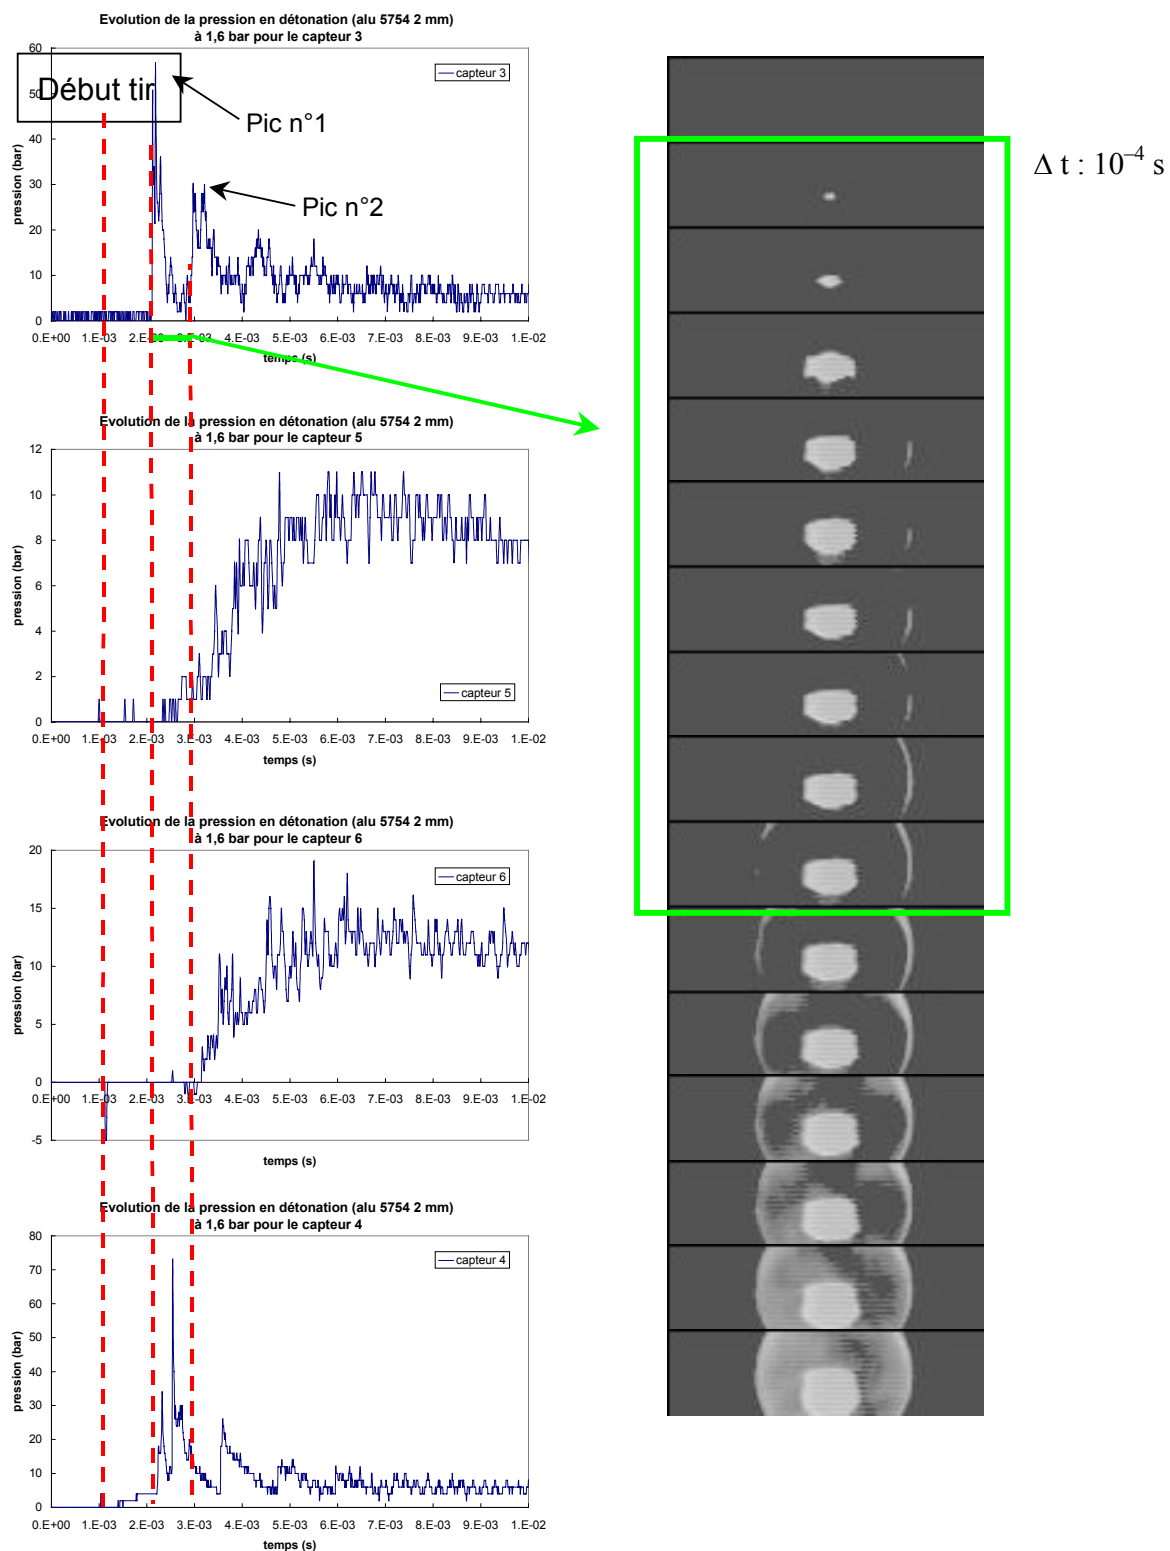 Evolution de la pression en détonation (alu 5754 2 mm)
à 1,6 bar pour le capteur 3
Début tir
Pic n°1
Pic n°2
capteur 3
pression (bar)
60
50
40
30
20
10
0
0.E+00 1.E-03 2.E-03 3.E-03 4.E-03 5.E-03 6.E-03 7.E-03 8.E-03 9.E-03 1.E-02
temps (s)
Evolution de la pression en détonation (alu 5754 2 mm)
à 1,6 bar pour le capteur 5
capteur 5
pression (bar)
12
10
8
6
4
2
0
0.E+00 1.E-03 2.E-03 3.E-03 4.E-03 5.E-03 6.E-03 7.E-03 8.E-03 9.E-03 1.E-02
temps (s)
Evolution de la pression en détonation (alu 5754 2 mm)
à 1,6 bar pour le capteur 6
capteur 6
pression (bar)
20
15
10
5
0
-5
0.E+00 1.E-03 2.E-03 3.E-03 4.E-03 5.E-03 6.E-03 7.E-03 8.E-03 9.E-03 1.E-02
temps (s)
Evolution de la pression en détonation (alu 5754 2 mm)
à 1,6 bar pour le capteur 4
capteur 4
pression (bar)
80
70
60
50
40
30
20
10
0
0.E+00 1.E-03 2.E-03 3.E-03 4.E-03 5.E-03 6.E-03 7.E-03 8.E-03 9.E-03 1.E-02
temps (s)
Δ t : 10⁻⁴ s